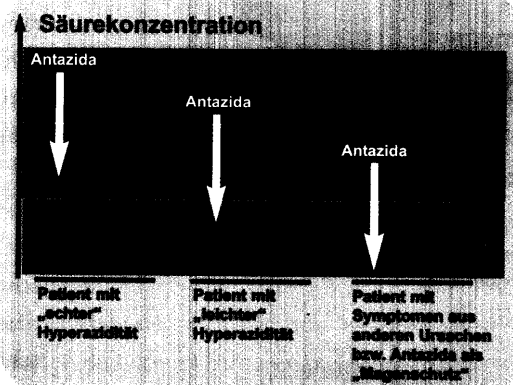 Säurekonzentration
Antazida
Antazida
Antazida
Patient mit
„echter“
Hyperazidität
Patient mit
„leichter“
Hyperazidität
Patient mit
Symptomen aus
anderen Ursachen
bzw. Antazida als
„Magenschutz“